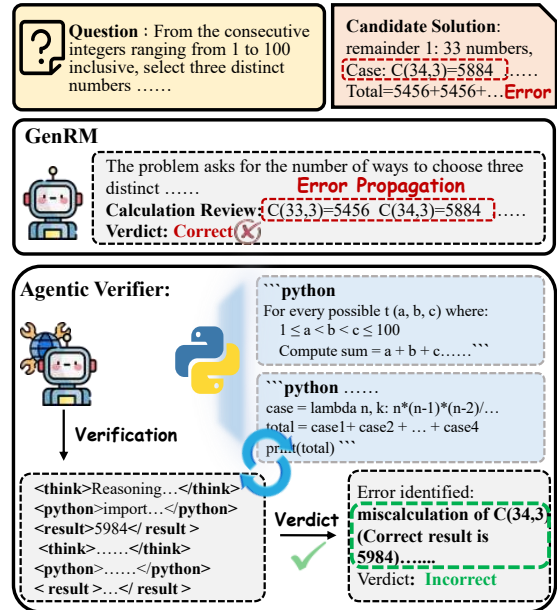 Question : From the consecutive
integers ranging from 1 to 100
inclusive, select three distinct
numbers ……
Candidate Solution:
remainder 1: 33 numbers,
Case: C(34,3)=5884 ……
Total=5456+5456+… Error
GenRM
The problem asks for the number of ways to choose three
distinct ……
Error Propagation
Calculation Review: C(33,3)=5456 C(34,3)=5884 ……
Verdict: Correct
Agentic Verifier:
```python
For every possible t (a, b, c) where:
1 ≤ a < b < c ≤ 100
Compute sum = a + b + c……```
```python ……
case = lambda n, k: n*(n-1)*(n-2)/…
total = case1+ case2 + … + case4
print(total) ```
Verification
<think>Reasoning…</think>
<python>import…</python>
<result>5984</ result >
<think>……</think>
<python>……</python>
< result >…</ result >
Verdict
Error identified:
miscalculation of C(34,3)
(Correct result is
5984)…...
Verdict: Incorrect